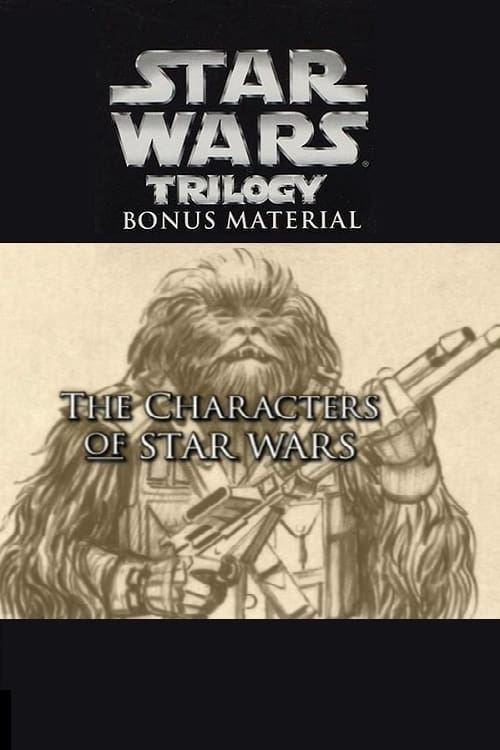 STAR
WARS®
TRILOGY
BONUS MATERIAL
THE CHARACTERS
OF STAR WARS